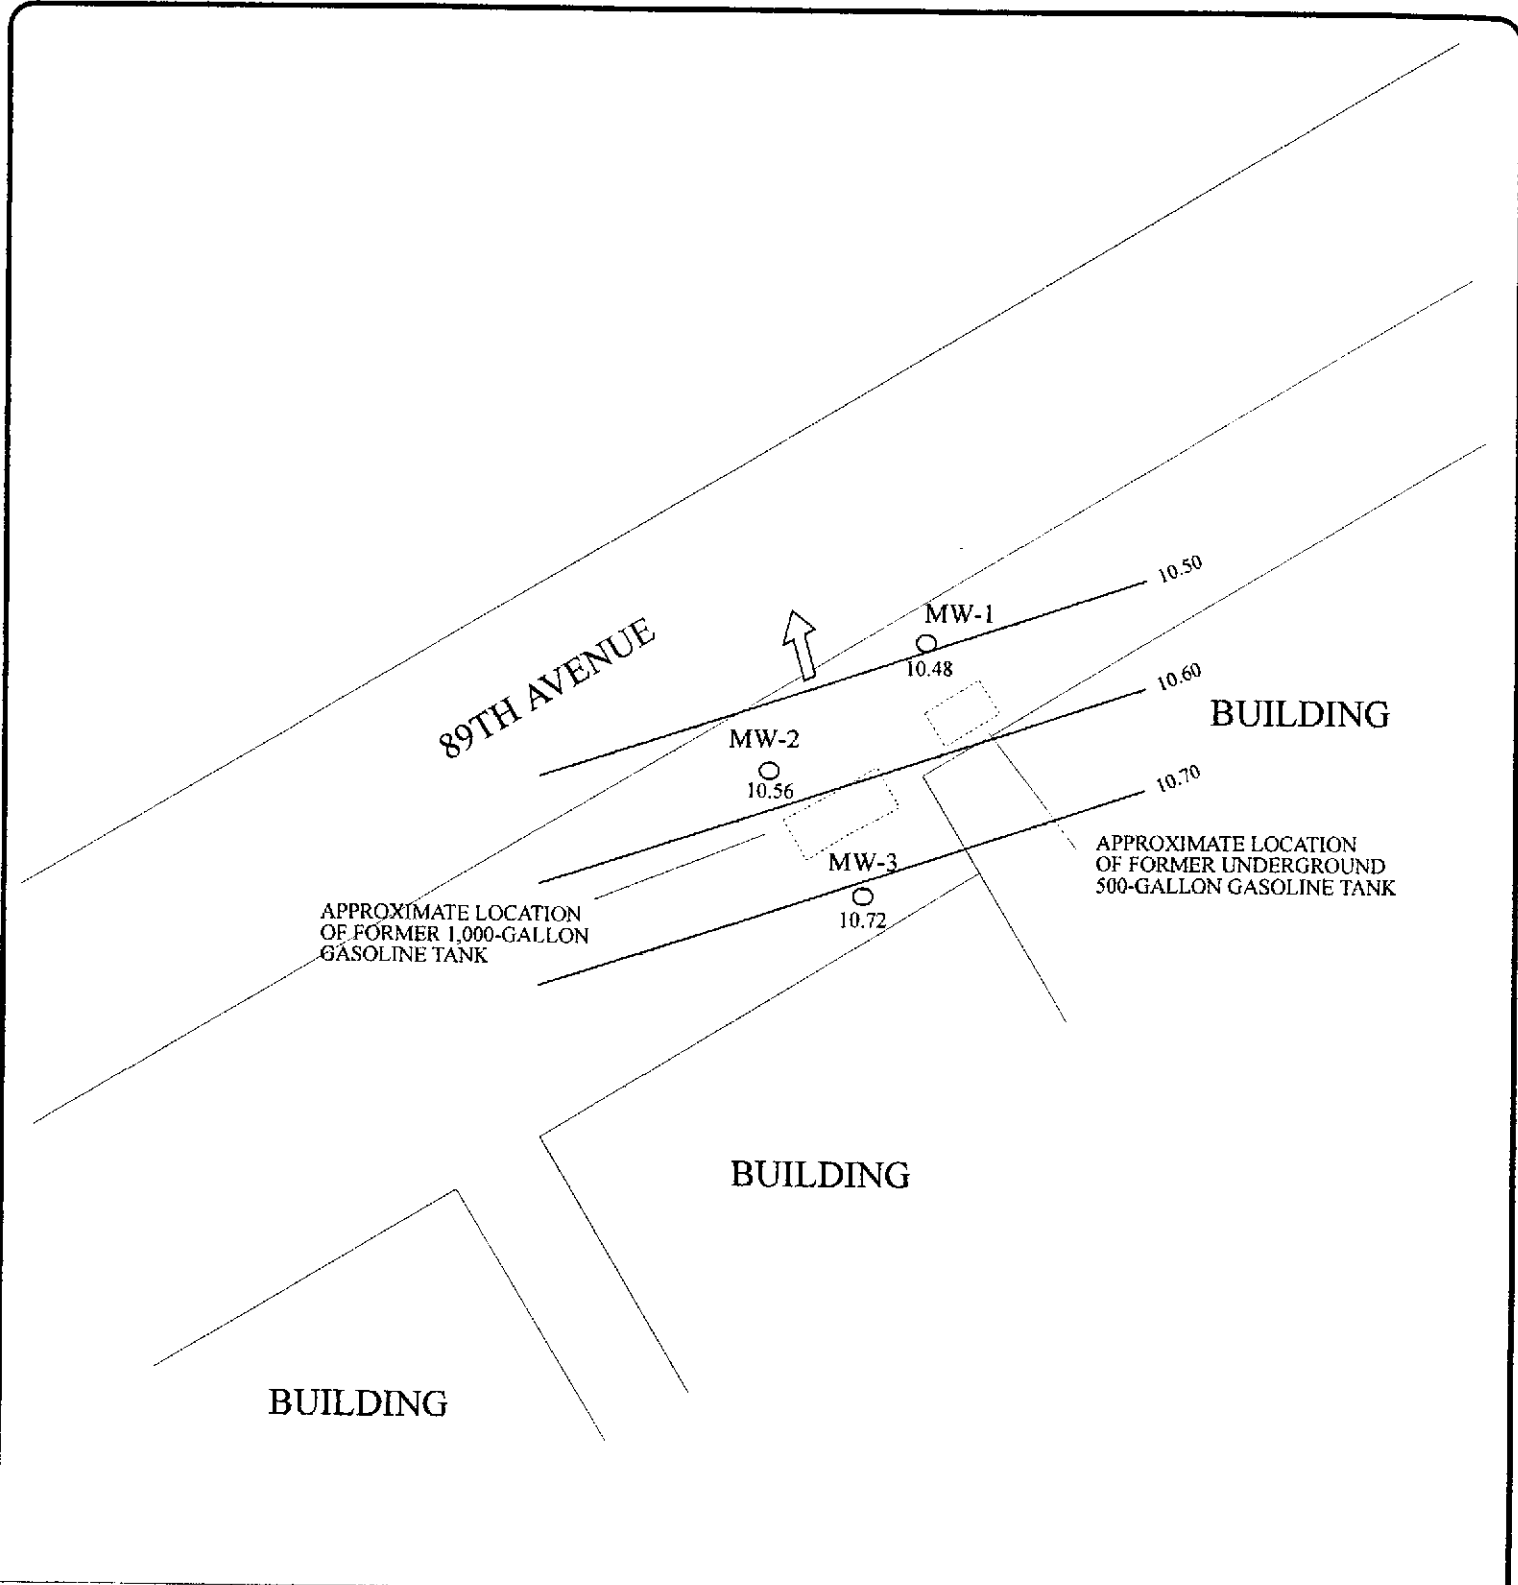 10.50
MW-1
10.48
89TH AVENUE
10.60
BUILDING
MW-2
10.56
10.70
APPROXIMATE LOCATION
OF FORMER UNDERGROUND
500-GALLON GASOLINE TANK
MW-3
10.72
APPROXIMATE LOCATION
OF FORMER 1,000-GALLON
GASOLINE TANK
BUILDING
BUILDING